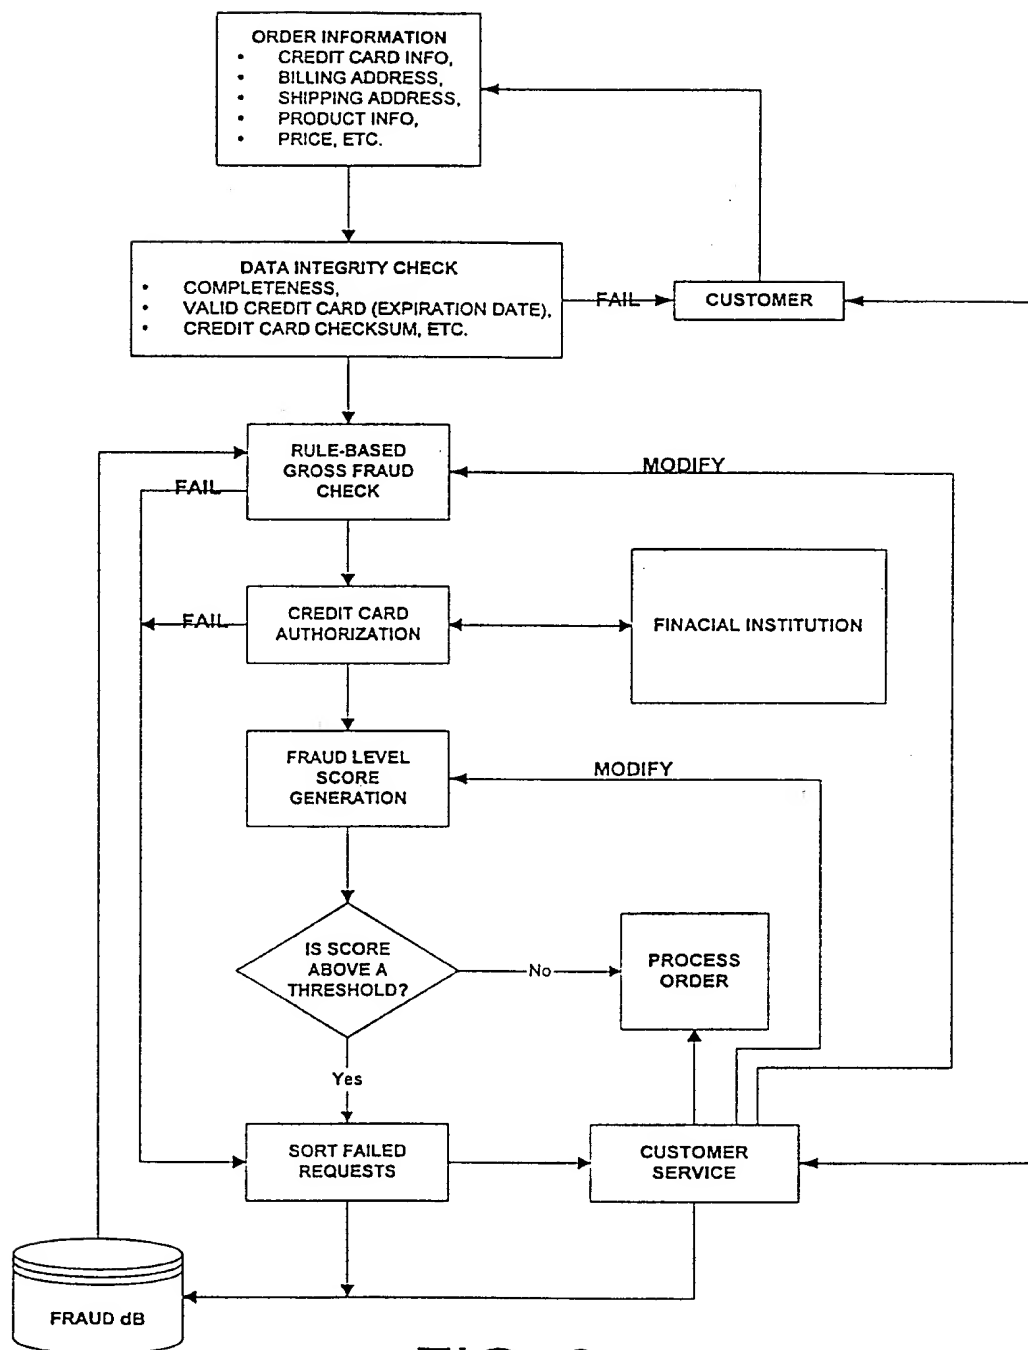 ORDER INFORMATION
• CREDIT CARD INFO,
• BILLING ADDRESS,
• SHIPPING ADDRESS,
• PRODUCT INFO,
• PRICE, ETC.
DATA INTEGRITY CHECK
• COMPLETENESS,
• VALID CREDIT CARD (EXPIRATION DATE),
• CREDIT CARD CHECKSUM, ETC.
FAIL
CUSTOMER
RULE-BASED
GROSS FRAUD
CHECK
MODIFY
FAIL
CREDIT CARD
AUTHORIZATION
FAIL
FINACIAL INSTITUTION
FRAUD LEVEL
SCORE
GENERATION
MODIFY
IS SCORE
ABOVE A
THRESHOLD?
No
PROCESS
ORDER
Yes
SORT FAILED
REQUESTS
CUSTOMER
SERVICE
FRAUD dB